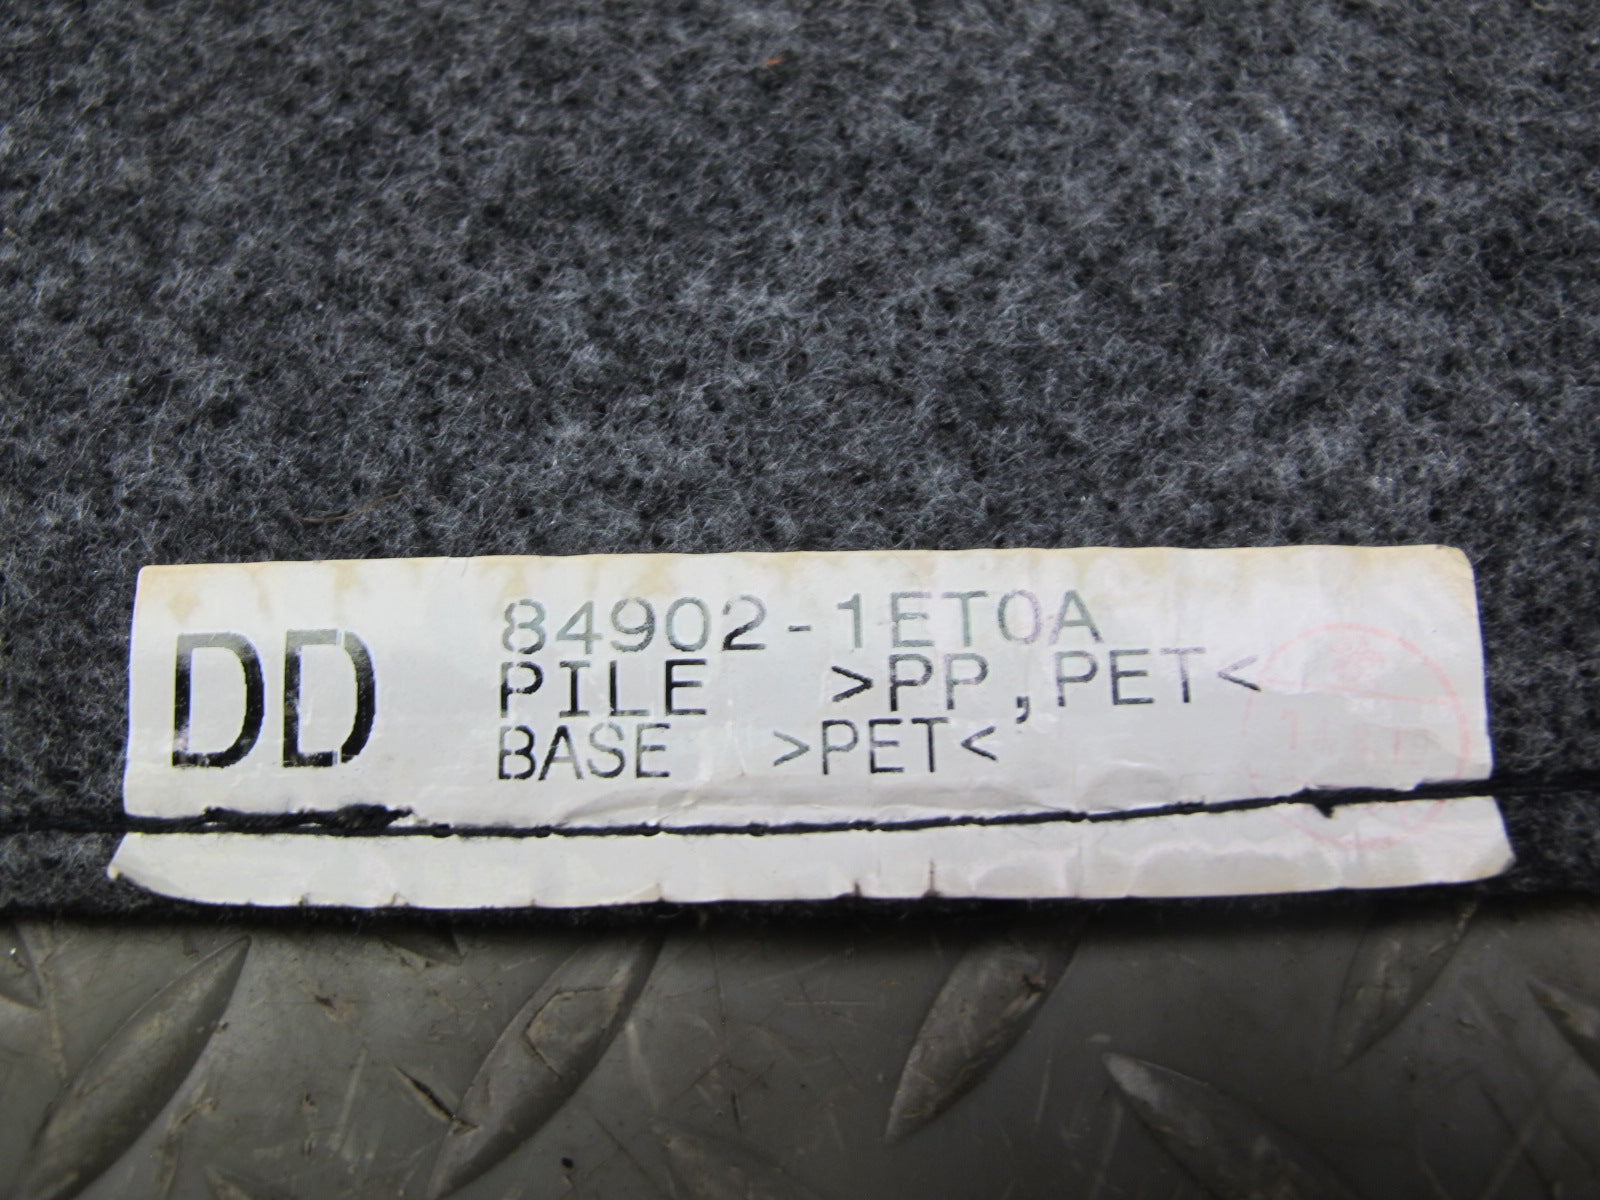 DD
84902-1ET0A
PILE >PP,PET<
BASE >PET<